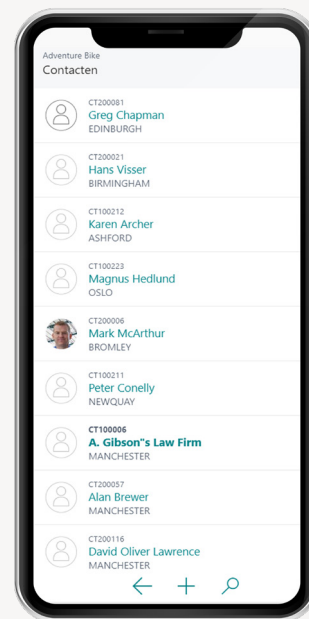 Adventure Bike
Contacten
CT200081
Greg Chapman
EDINBURGH
CT200021
Hans Visser
BIRMINGHAM
CT100212
Karen Archer
ASHFORD
CT100223
Magnus Hedlund
OSLO
CT200006
Mark McArthur
BROMLEY
CT100211
Peter Conelly
NEWQUAY
CT100006
A. Gibson"s Law Firm
MANCHESTER
CT200057
Alan Brewer
MANCHESTER
CT200116
David Oliver Lawrence
MANCHESTER